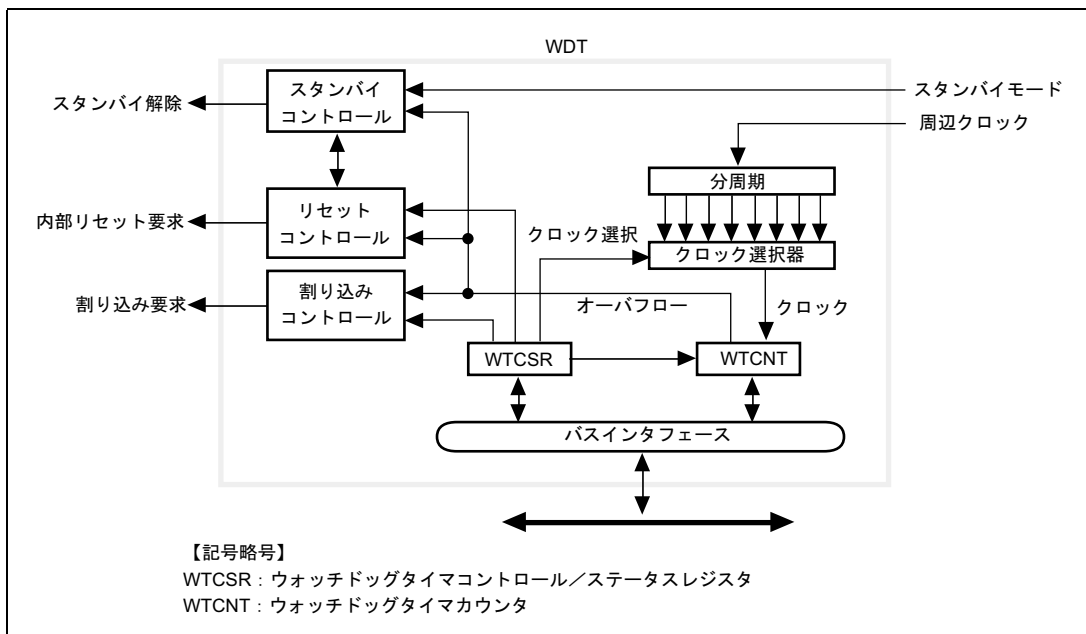 WDT
スタンバイ
コントロール
スタンバイ解除
スタンバイモード
周辺クロック
分周期
リセット
コントロール
内部リセット要求
クロック選択
クロック選択器
割り込み
コントロール
割り込み要求
オーバフロー
クロック
WTCSR
WTCNT
バスインタフェース
【記号略号】
WTCSR：ウォッチドッグタイマコントロール／ステータスレジスタ
WTCNT：ウォッチドッグタイマカウンタ